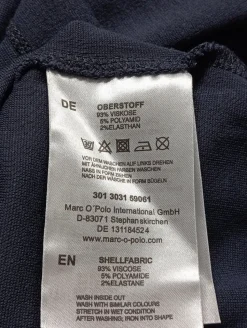 DE OBERSTOFF
93% VISKOSE
5% POLYAMID
2%ELASTHAN
VOR DEM WASCHEN AUF LINKS DREHEN
MIT ÄHNLICHEN FARBEN WASCHEN
NASS IN FORM ZIEHEN
NACH DER WÄSCHE IN FORM BÜGELN
301 3031 59061
Marc O´Polo International GmbH
D-83071 Stephanskirchen
DE 131184524
www.marc-o-polo.com
EN SHELLFABRIC
93% VISCOSE
5% POLYAMIDE
2% ELASTANE
WASH INSIDE OUT
WASH WITH SIMILAR COLOURS
STRETCH IN WET CONDITION
AFTER WASHING; IRON INTO SHAPE